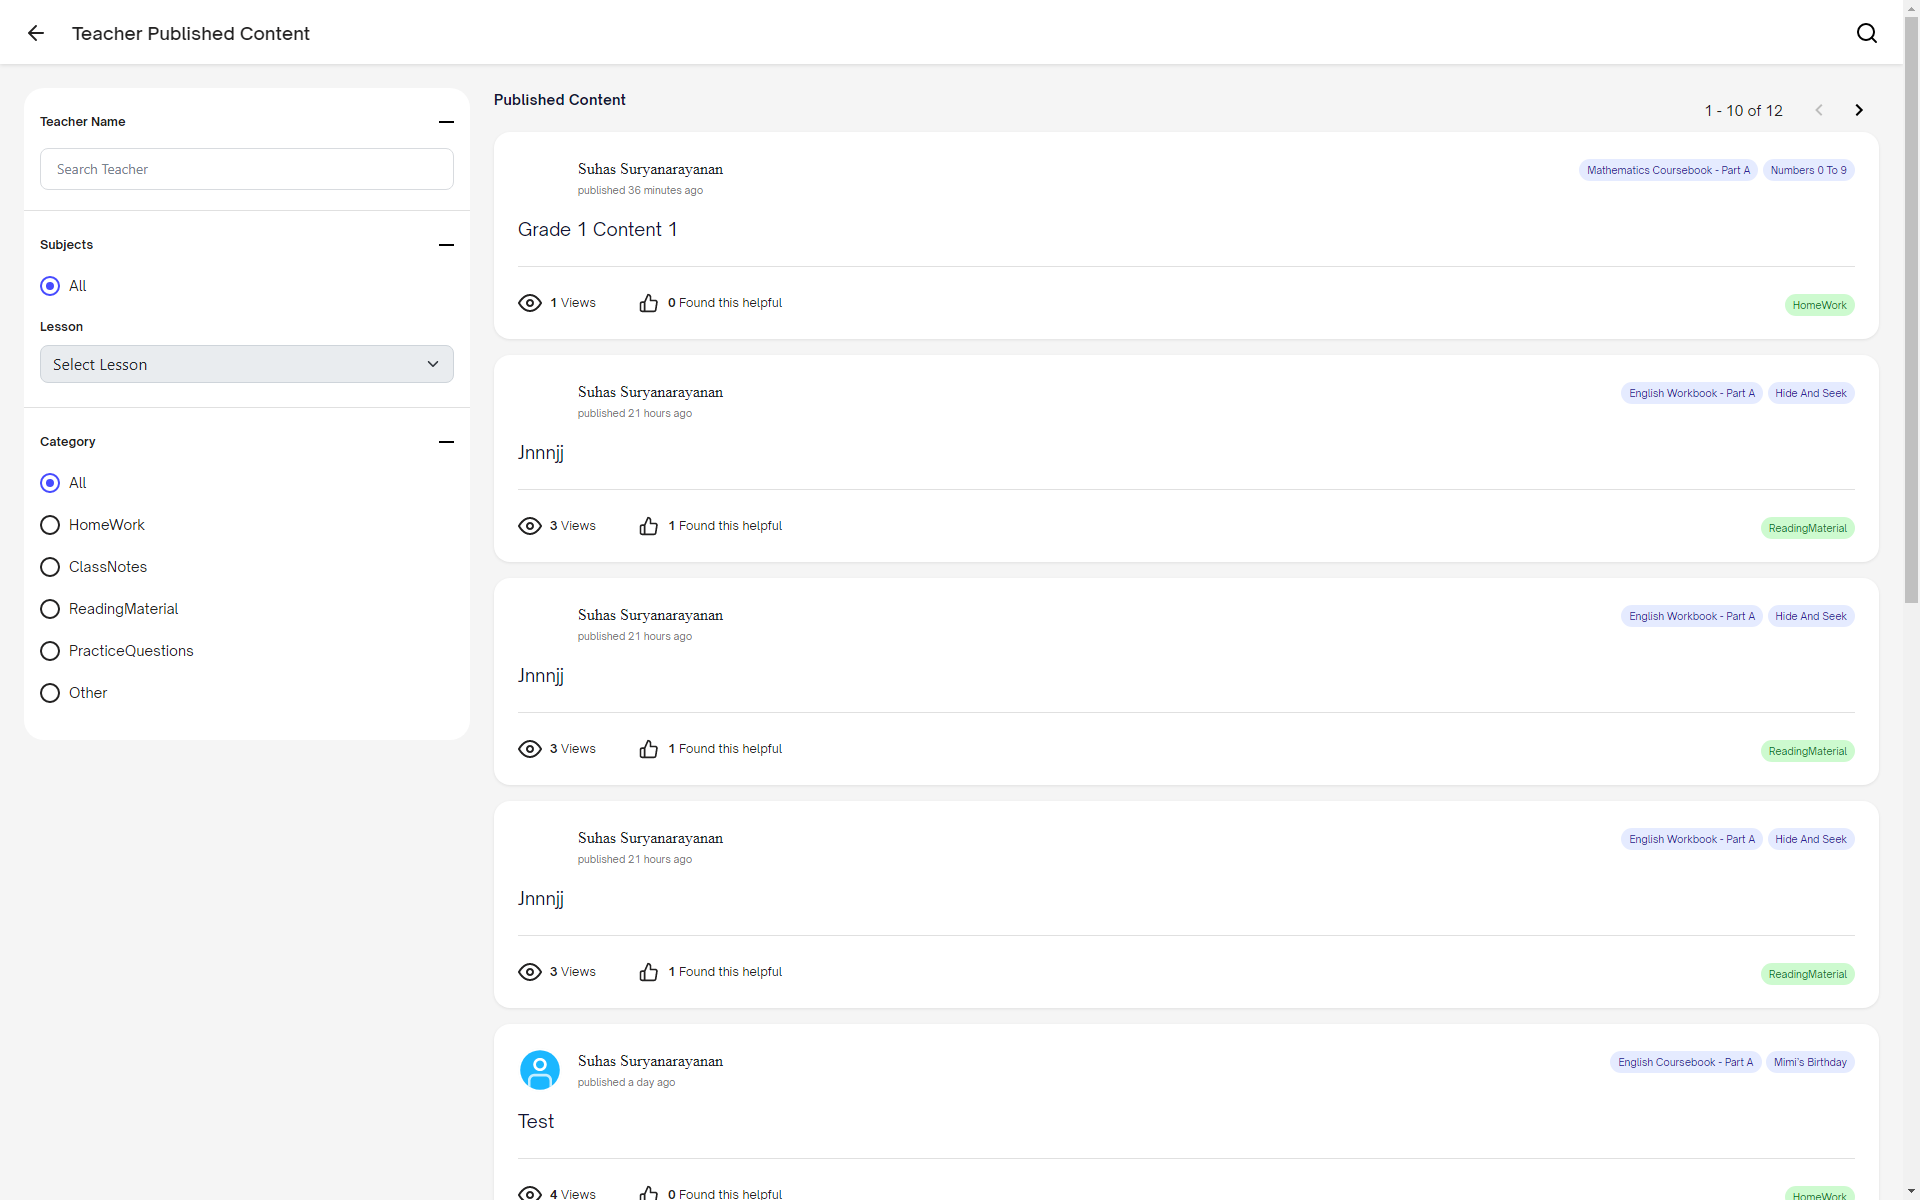 Teacher Published Content
Teacher Name
Search Teacher
Subjects
All
Lesson
Select Lesson
Category
All
HomeWork
ClassNotes
ReadingMaterial
PracticeQuestions
Other
Published Content
1 - 10 of 12
Suhas Suryanarayanan
published 36 minutes ago
Mathematics Coursebook - Part A
Numbers 0 To 9
Grade 1 Content 1
1 Views
0 Found this helpful
HomeWork
Suhas Suryanarayanan
published 21 hours ago
English Workbook - Part A
Hide And Seek
Jnnnjj
3 Views
1 Found this helpful
ReadingMaterial
Suhas Suryanarayanan
published 21 hours ago
English Workbook - Part A
Hide And Seek
Jnnnjj
3 Views
1 Found this helpful
ReadingMaterial
Suhas Suryanarayanan
published 21 hours ago
English Workbook - Part A
Hide And Seek
Jnnnjj
3 Views
1 Found this helpful
ReadingMaterial
Suhas Suryanarayanan
published a day ago
English Coursebook - Part A
Mimi's Birthday
Test
4 Views
0 Found this helpful
HomeWork